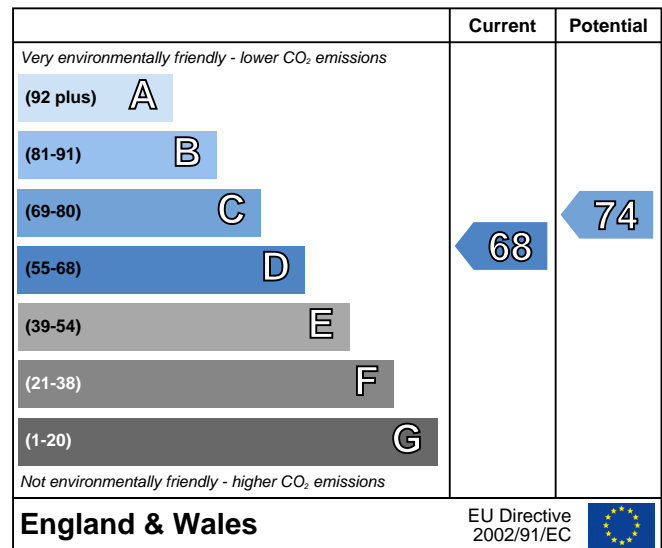 Current Potential
Very environmentally friendly - lower CO₂ emissions
(92 plus) A
(81-91) B
(69-80) C
74
68
(55-68) D
(39-54) E
(21-38) F
(1-20) G
Not environmentally friendly - higher CO₂ emissions
England & Wales
EU Directive
2002/91/EC